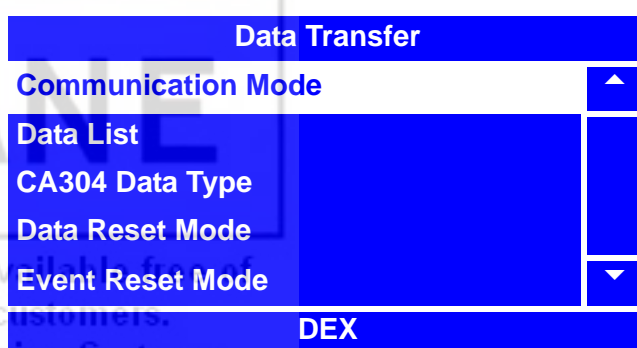 Data Transfer
Communication Mode
Data List
CA304 Data Type
Data Reset Mode
Event Reset Mode
DEX